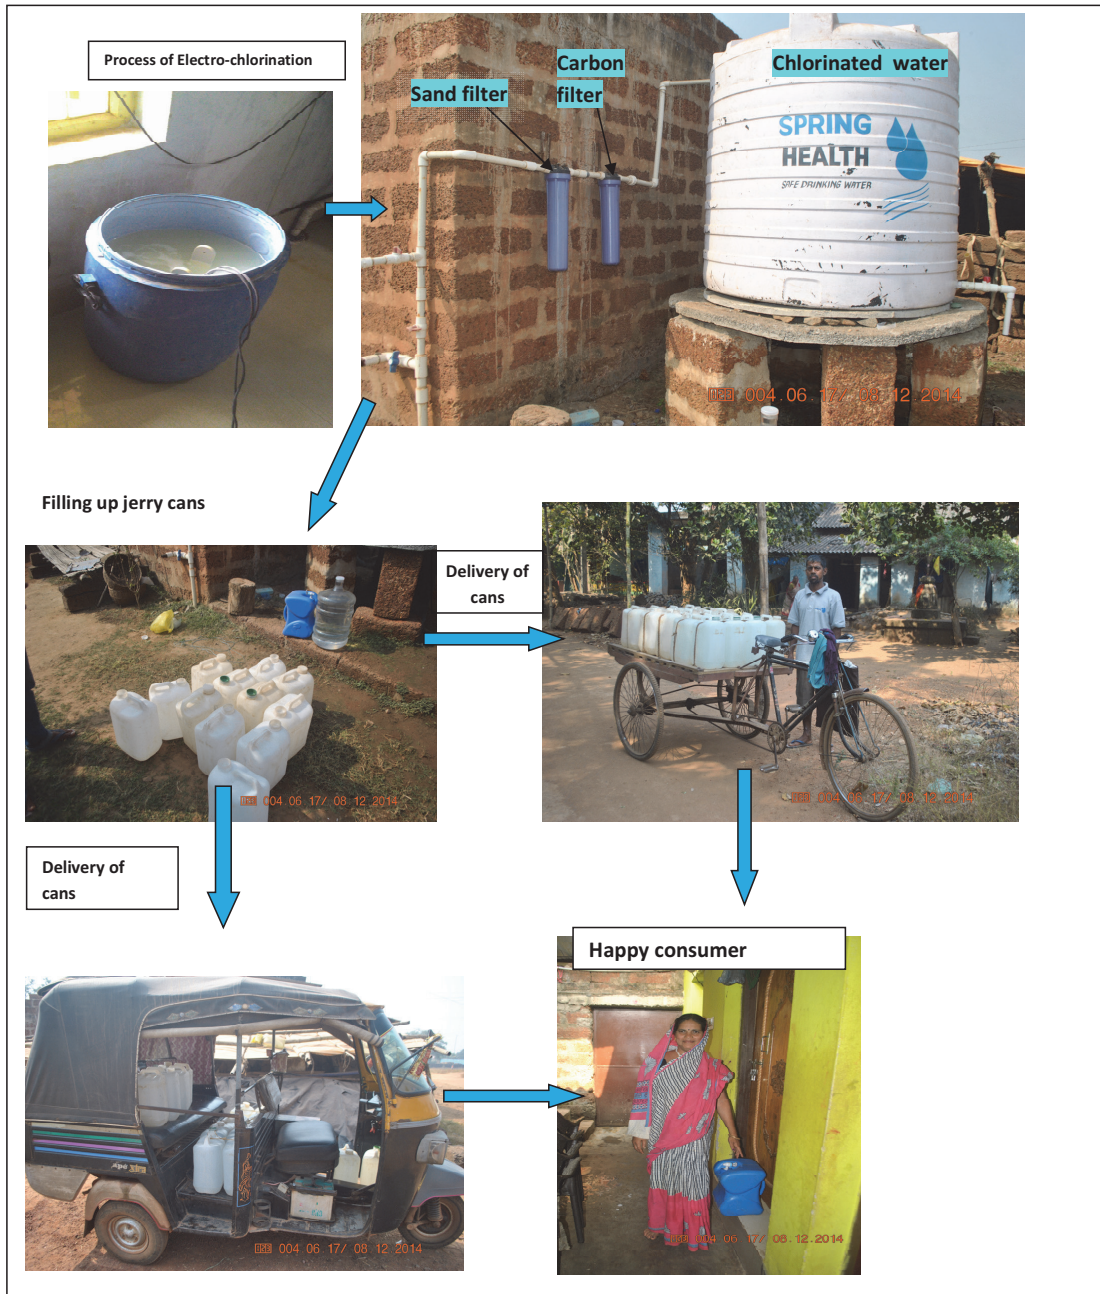 Process of Electro-chlorination
Carbon
filter
Sand filter
Chlorinated water
SPRING
HEALTH
SAFE DRINKING WATER
004 06 17/ 08 12 2014
Filling up jerry cans
Delivery of
cans
004 06 17/ 08 12 2014
004 06 17/ 08 12 2014
Delivery of
cans
Happy consumer
ape
004 06 17/ 08 12 2014
004 06 17/ 08 12 2014